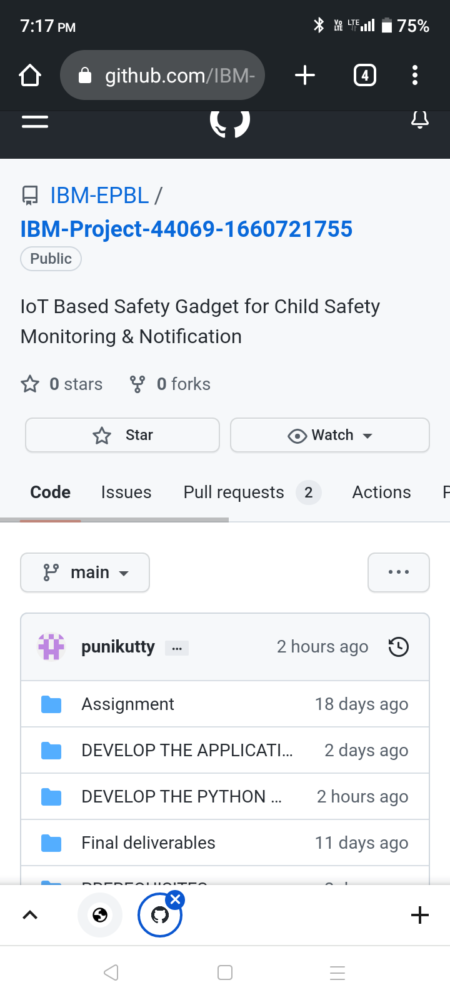 7:17 PM VoLTE LTE 75%
github.com/IBM- 4
IBM-EPBL /
IBM-Project-44069-1660721755
Public
IoT Based Safety Gadget for Child Safety
Monitoring & Notification
0 stars 0 forks
Star Watch
Code Issues Pull requests 2 Actions P
main
punikutty ... 2 hours ago
Assignment 18 days ago
DEVELOP THE APPLICATI... 2 days ago
DEVELOP THE PYTHON ... 2 hours ago
Final deliverables 11 days ago